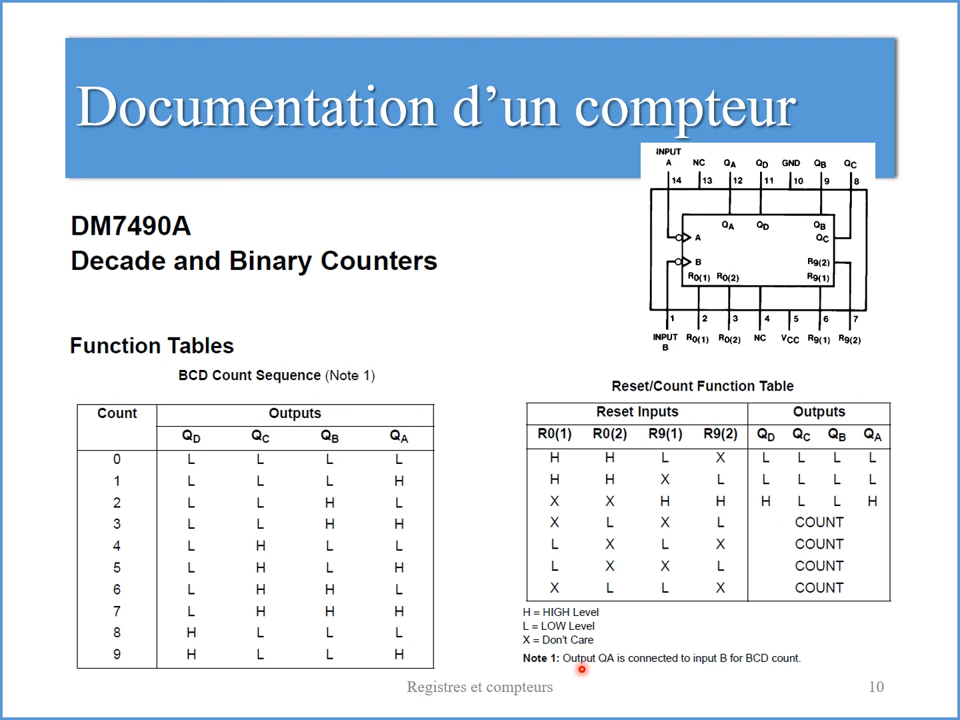 Documentation d’un compteur
INPUT
A NC QA QD GND QB QC
14 13 12 11 10 9 8
QA QD QB
A QC
B R9(2)
R0(1) R0(2) R9(1)
1 2 3 4 5 6 7
INPUT R0(1) R0(2) NC VCC R9(1) R9(2)
B
DM7490A
Decade and Binary Counters
Function Tables
BCD Count Sequence (Note 1)
Count Outputs
QD QC QB QA
0 L L L L
1 L L L H
2 L L H L
3 L L H H
4 L H L L
5 L H L H
6 L H H L
7 L H H H
8 H L L L
9 H L L H
Reset/Count Function Table
Reset Inputs Outputs
R0(1) R0(2) R9(1) R9(2) QD QC QB QA
H H L X L L L L
H H X L L L L L
X X H H H L L H
X L X L COUNT
L X L X COUNT
L X X L COUNT
X L L X COUNT
H = HIGH Level
L = LOW Level
X = Don't Care
Note 1: Output QA is connected to input B for BCD count.
Registres et compteurs
10